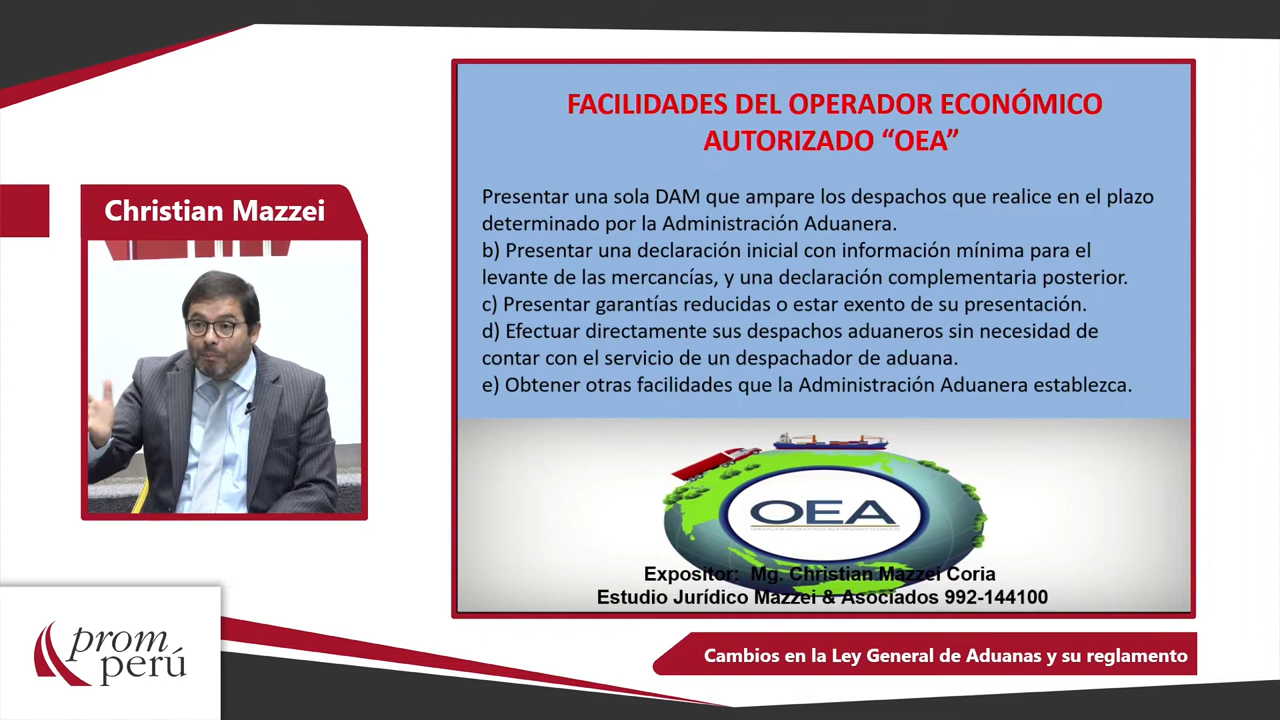 FACILIDADES DEL OPERADOR ECONÓMICO
AUTORIZADO “OEA”
Christian Mazzei
Presentar una sola DAM que ampare los despachos que realice en el plazo
determinado por la Administración Aduanera.
b) Presentar una declaración inicial con información mínima para el
levante de las mercancías, y una declaración complementaria posterior.
c) Presentar garantías reducidas o estar exento de su presentación.
d) Efectuar directamente sus despachos aduaneros sin necesidad de
contar con el servicio de un despachador de aduana.
e) Obtener otras facilidades que la Administración Aduanera establezca.
OEA
Expositor: Mg. Christian Mazzei Coria
Estudio Jurídico Mazzei & Asociados 992-144100
prom
perú
Cambios en la Ley General de Aduanas y su reglamento